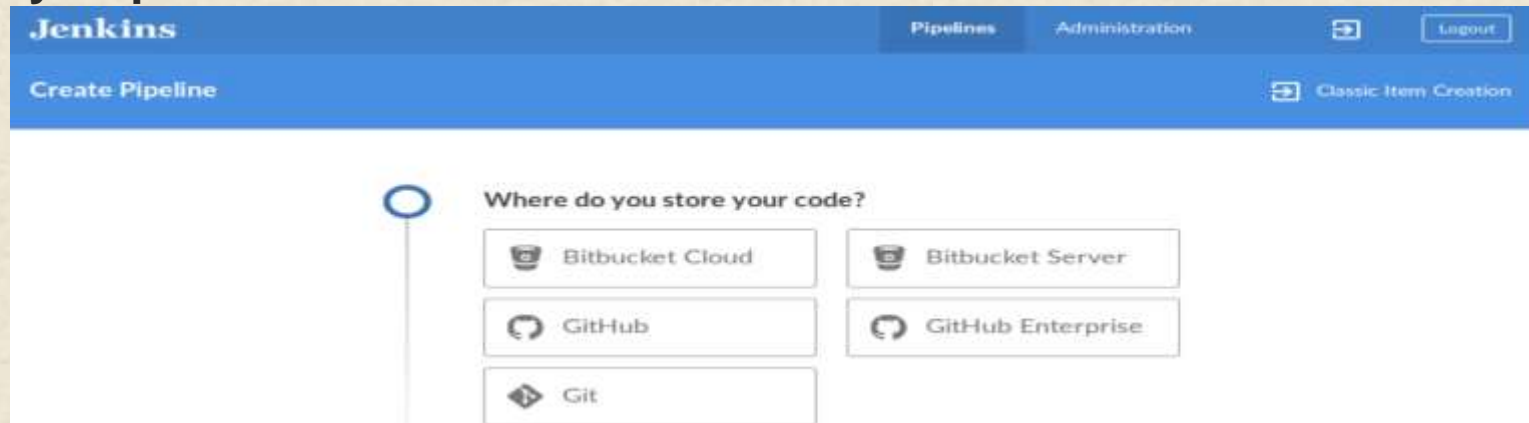 Jenkins Pipelines Administration Logout
Create Pipeline Classic Item Creation
Where do you store your code?
Bitbucket Cloud Bitbucket Server
GitHub GitHub Enterprise
Git